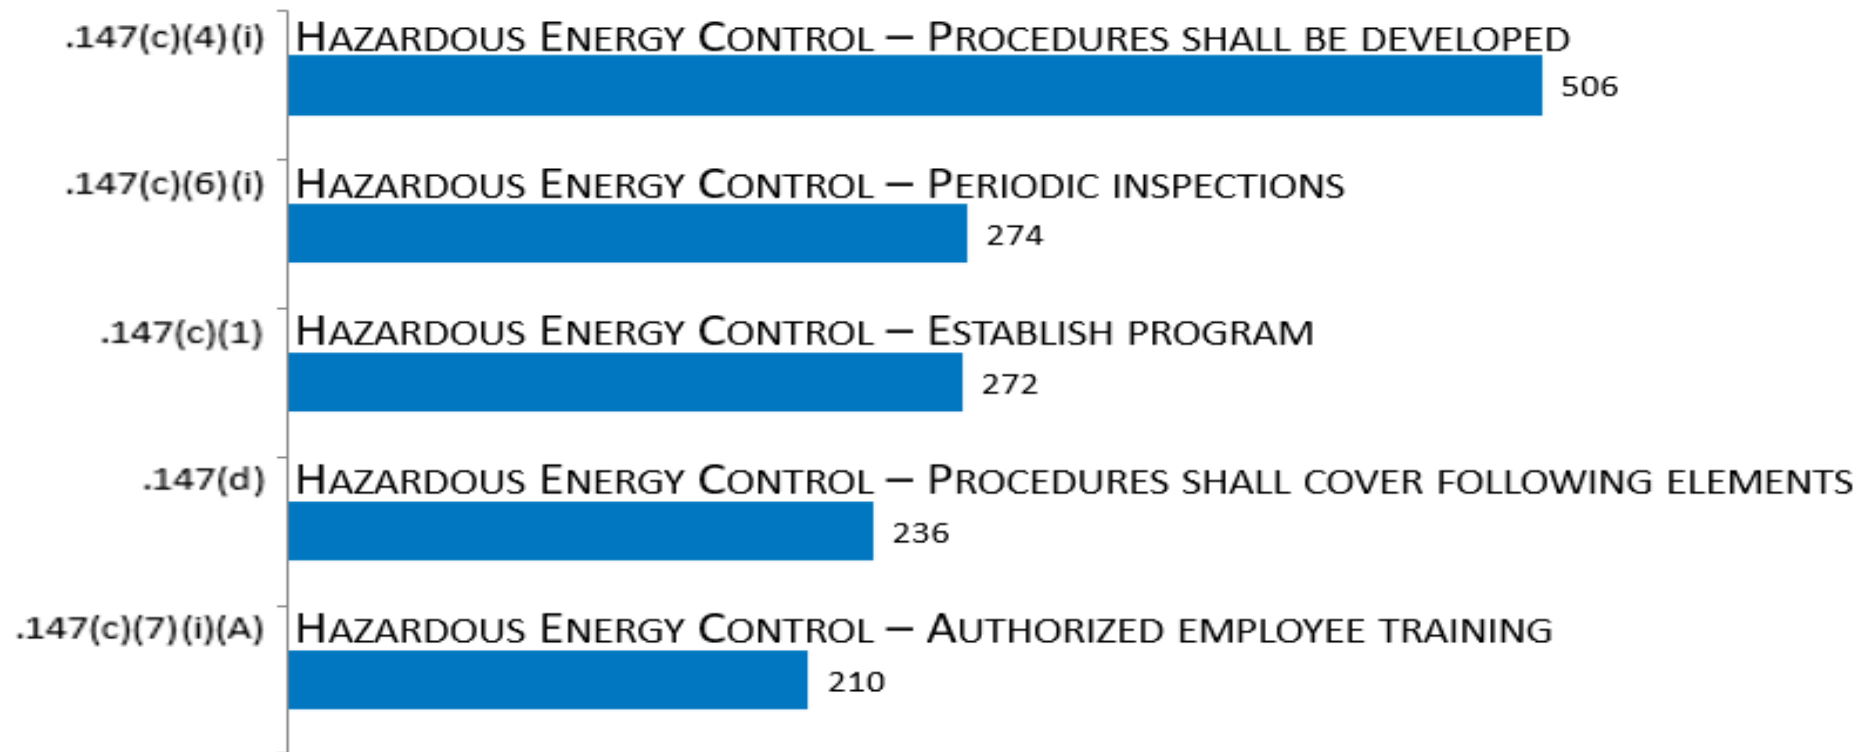 .147(c)(4)(i) HAZARDOUS ENERGY CONTROL – PROCEDURES SHALL BE DEVELOPED
506
.147(c)(6)(i) HAZARDOUS ENERGY CONTROL – PERIODIC INSPECTIONS
274
.147(c)(1) HAZARDOUS ENERGY CONTROL – ESTABLISH PROGRAM
272
.147(d) HAZARDOUS ENERGY CONTROL – PROCEDURES SHALL COVER FOLLOWING ELEMENTS
236
.147(c)(7)(i)(A) HAZARDOUS ENERGY CONTROL – AUTHORIZED EMPLOYEE TRAINING
210